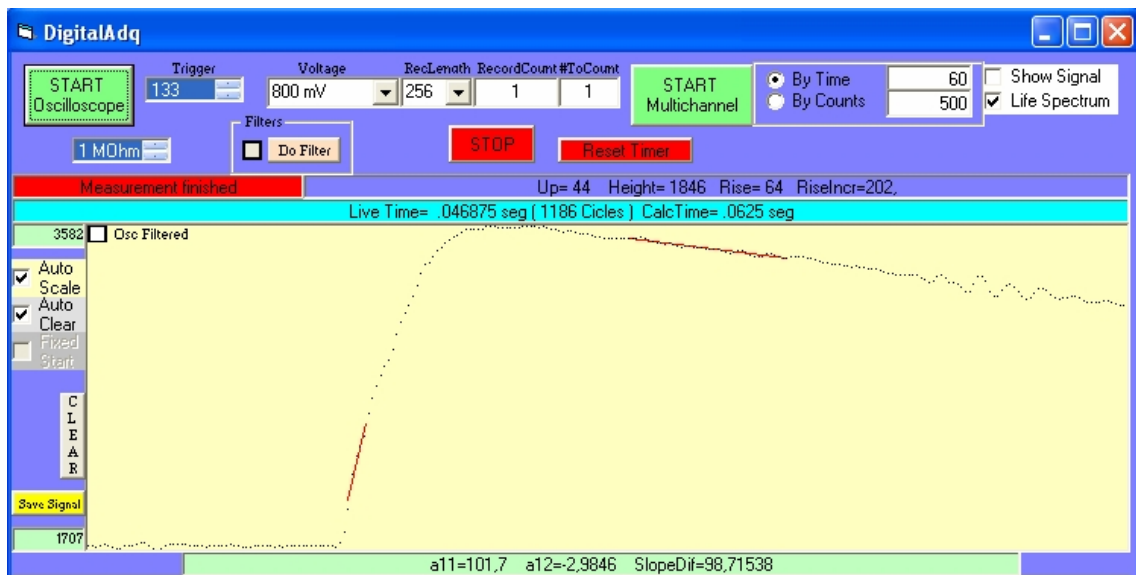 DigitalAdq
START Oscilloscope
Trigger
133
Voltage
800 mV
RecLength
256
RecordCount
1
#ToCount
1
START Multichannel
By Time
60
By Counts
500
Show Signal
Life Spectrum
1 MOhm
Filters
Do Filter
STOP
Reset Timer
Measurement finished
Up= 44 Height= 1846 Rise= 64 RiseIncr=202,
Live Time= .046875 seg ( 1186 Cicles ) CalcTime= .0625 seg
3582
Osc Filtered
Auto
Scale
Auto
Clear
Fixed
Start
CLEAR
Save Signal
1707
a11=101,7 a12=-2,9846 SlopeDif=98,71538